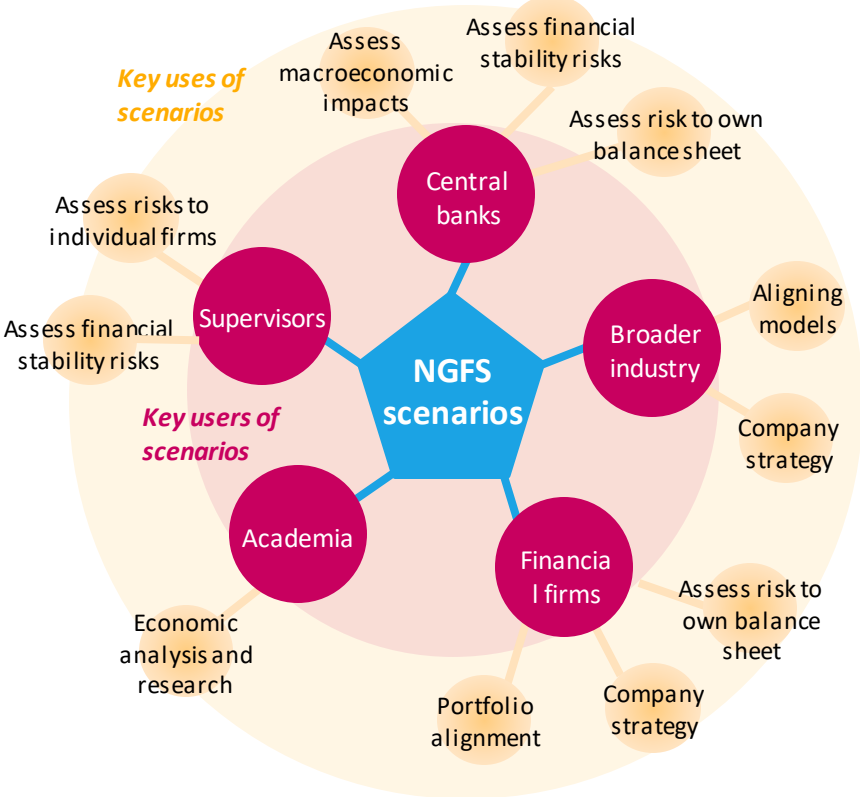 Key uses of
scenarios
Assess
macroeconomic
impacts
Assess financial
stability risks
Assess risk to own
balance sheet
Central
banks
Assess risks to
individual firms
Supervisors
Assess financial
stability risks
Broader
industry
Aligning
models
Company
strategy
NGFS
scenarios
Key users of
scenarios
Academia
Economic
analysis and
research
Financia
l firms
Assess risk to
own balance
sheet
Company
strategy
Portfolio
alignment